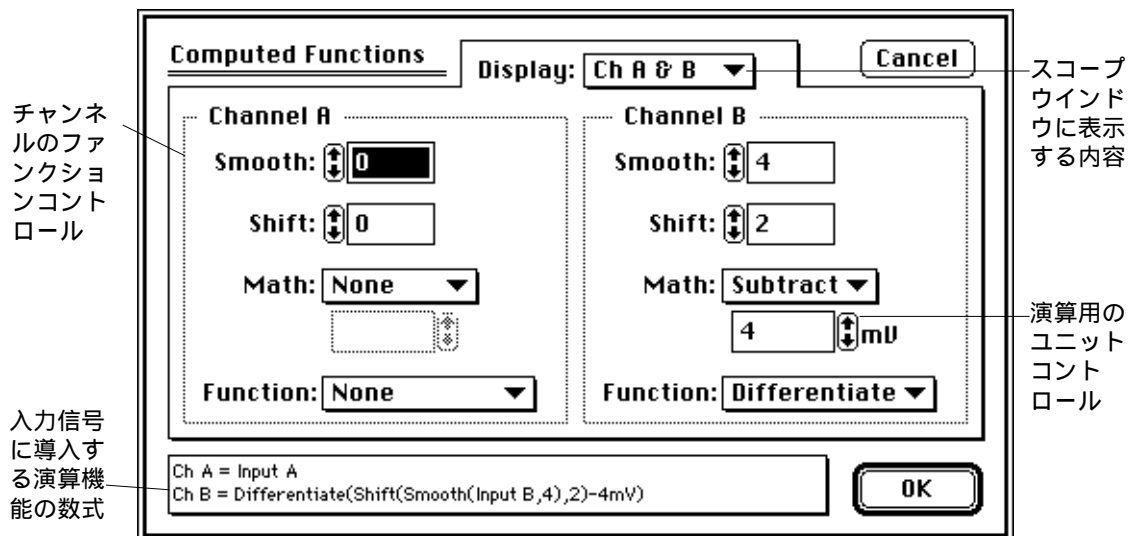 Computed Functions
Display: Ch A & B
Cancel
スコープ
ウインド
ウに表示
する内容
チャンネ
ルのファ
ンクショ
ンコント
ロール
Channel A
Smooth: 0
Shift: 0
Math: None
Function: None
Channel B
Smooth: 4
Shift: 2
Math: Subtract
4 mV
Function: Differentiate
演算用の
ユニット
コント
ロール
入力信号
に導入す
る演算機
能の数式
Ch A = Input A
Ch B = Differentiate(Shift(Smooth(Input B,4),2)-4mV)
OK